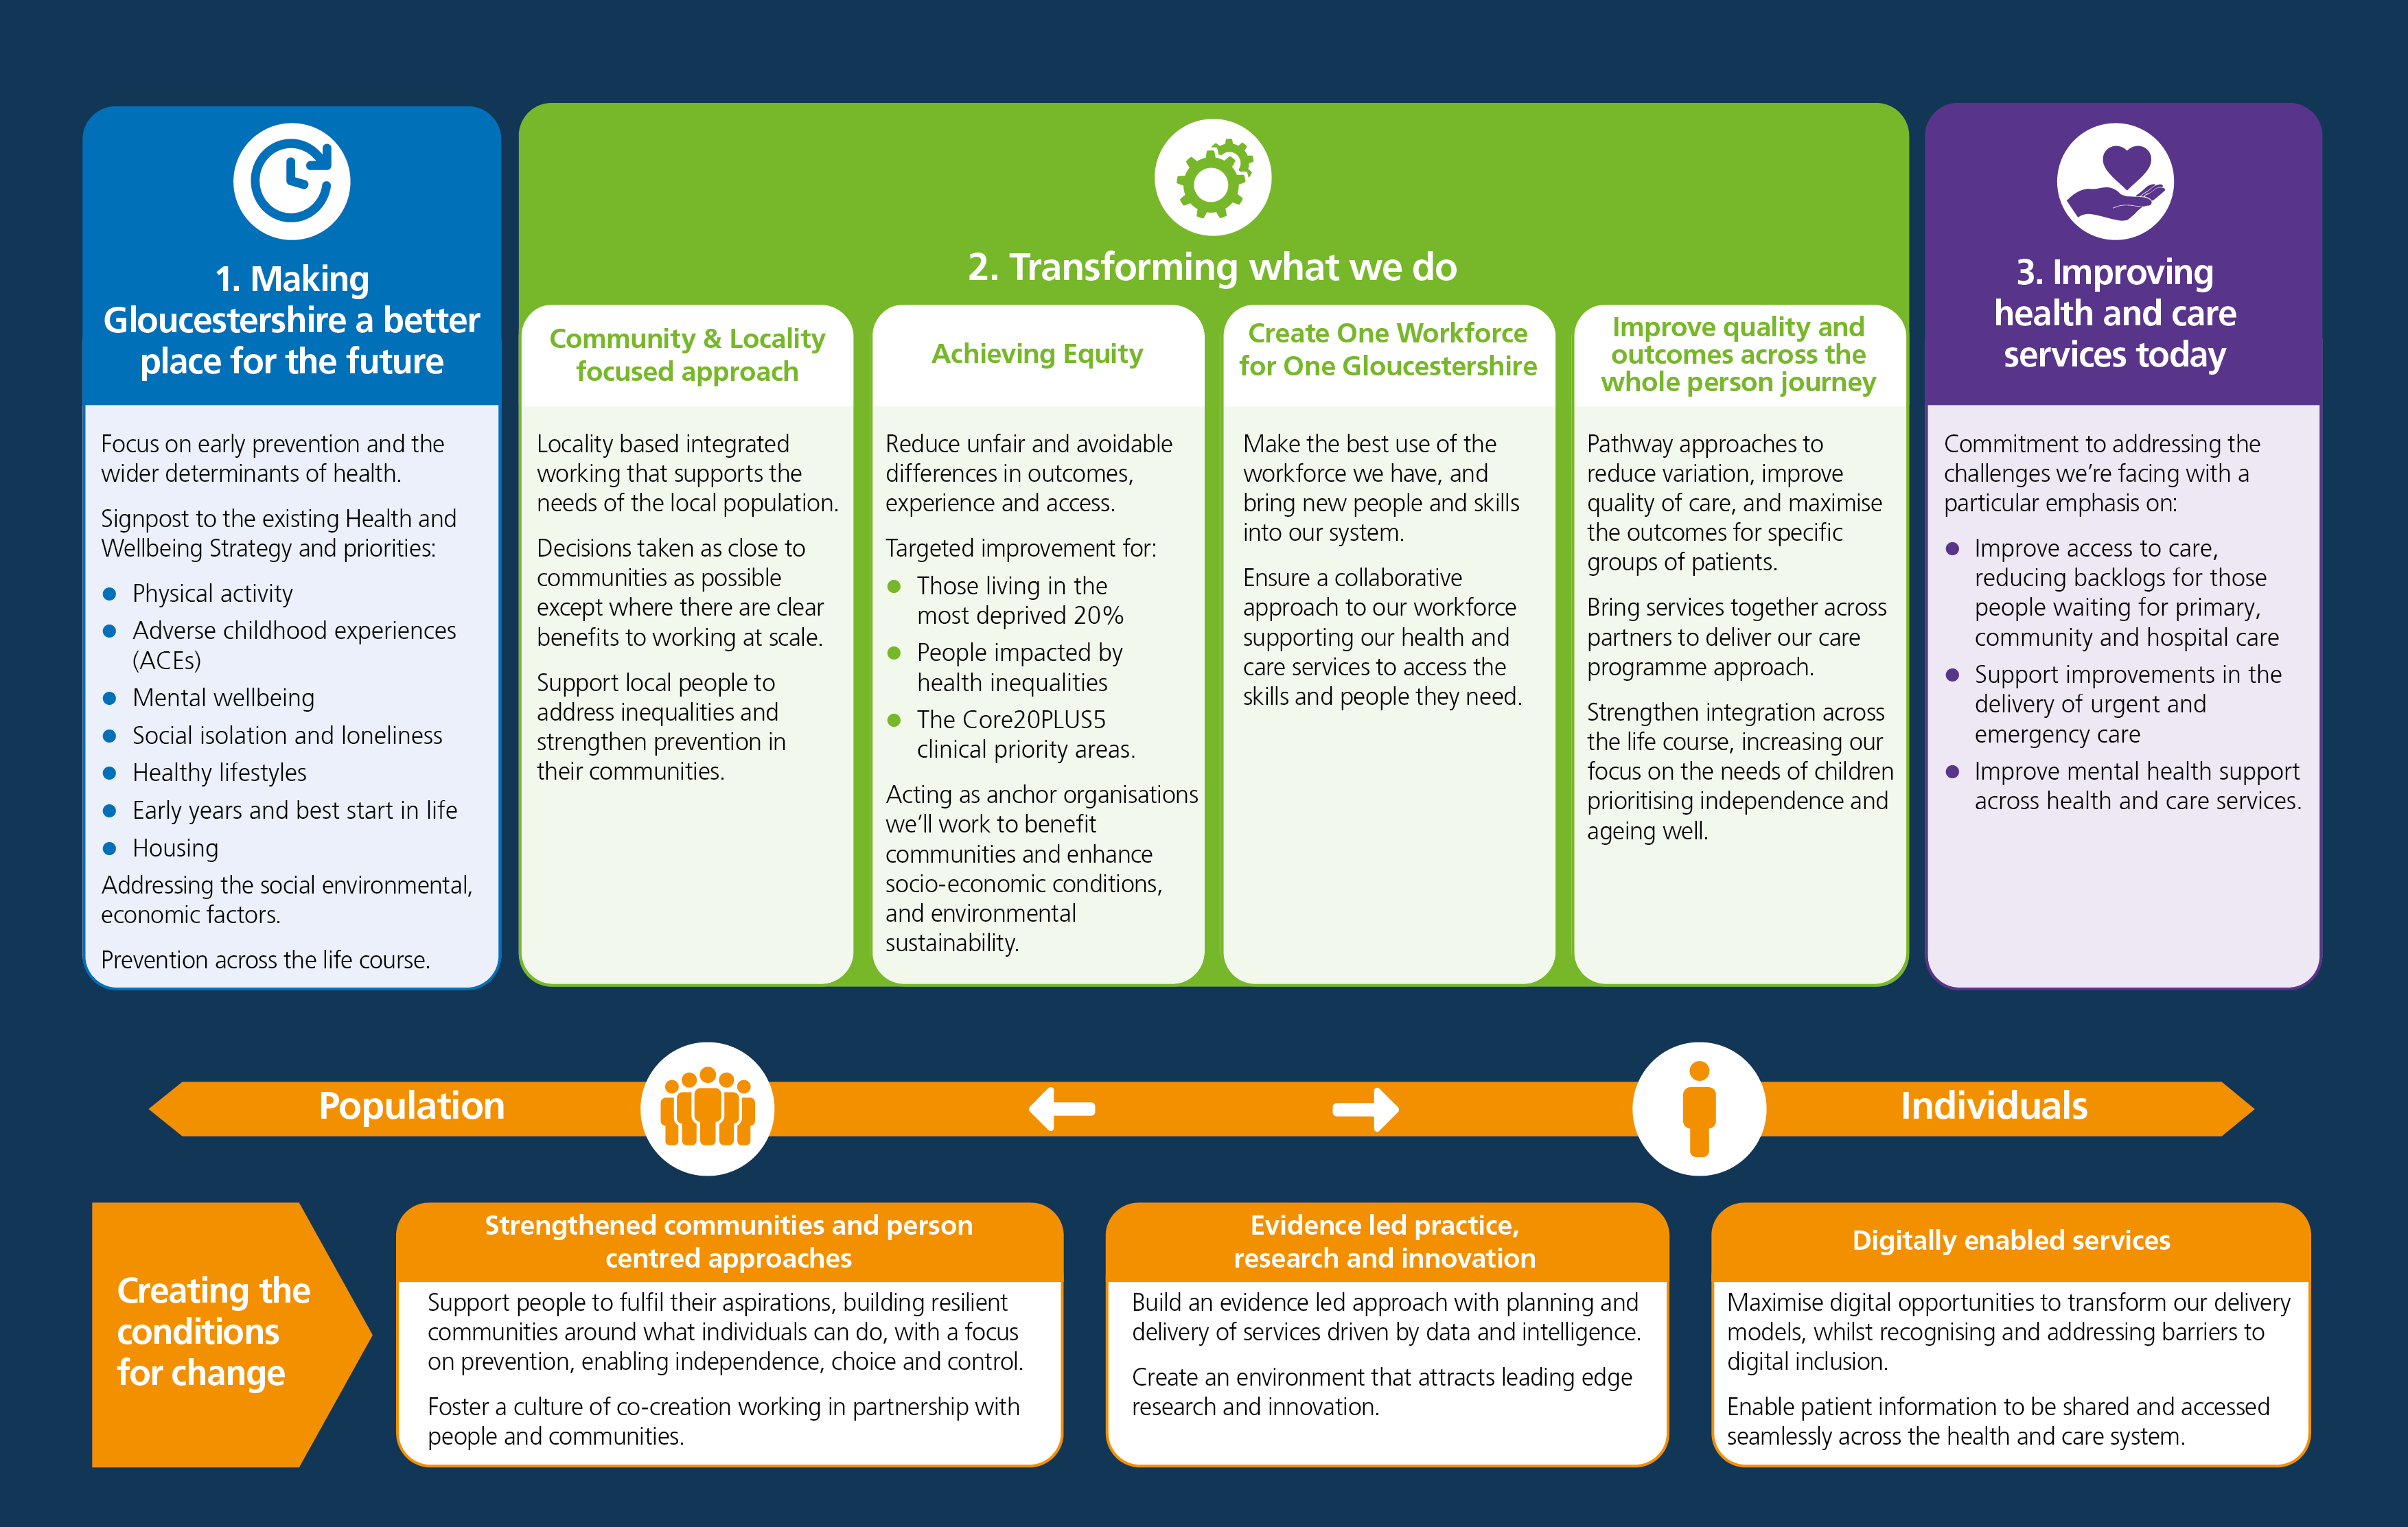 1. Making
Gloucestershire a better
place for the future
Focus on early prevention and the
wider determinants of health.
Signpost to the existing Health and
Wellbeing Strategy and priorities:
Physical activity
Adverse childhood experiences
(ACEs)
Mental wellbeing
Social isolation and loneliness
Healthy lifestyles
Early years and best start in life
Housing
Addressing the social environmental,
economic factors.
Prevention across the life course.
2. Transforming what we do
Community & Locality
focused approach
Locality based integrated
working that supports the
needs of the local population.
Decisions taken as close to
communities as possible
except where there are clear
benefits to working at scale.
Support local people to
address inequalities and
strengthen prevention in
their communities.
Achieving Equity
Reduce unfair and avoidable
differences in outcomes,
experience and access.
Targeted improvement for:
Those living in the
most deprived 20%
People impacted by
health inequalities
The Core20PLUS5
clinical priority areas.
Acting as anchor organisations
we'll work to benefit
communities and enhance
socio-economic conditions,
and environmental
sustainability.
Create One Workforce
for One Gloucestershire
Make the best use of the
workforce we have, and
bring new people and skills
into our system.
Ensure a collaborative
approach to our workforce
supporting our health and
care services to access the
skills and people they need.
Improve quality and
outcomes across the
whole person journey
Pathway approaches to
reduce variation, improve
quality of care, and maximise
the outcomes for specific
groups of patients.
Bring services together across
partners to deliver our care
programme approach.
Strengthen integration across
the life course, increasing our
focus on the needs of children
prioritising independence and
ageing well.
3. Improving
health and care
services today
Commitment to addressing the
challenges we're facing with a
particular emphasis on:
Improve access to care,
reducing backlogs for those
people waiting for primary,
community and hospital care
Support improvements in the
delivery of urgent and
emergency care
Improve mental health support
across health and care services.
Population
Individuals
Creating the
conditions
for change
Strengthened communities and person
centred approaches
Support people to fulfil their aspirations, building resilient
communities around what individuals can do, with a focus
on prevention, enabling independence, choice and control.
Foster a culture of co-creation working in partnership with
people and communities.
Evidence led practice,
research and innovation
Build an evidence led approach with planning and
delivery of services driven by data and intelligence.
Create an environment that attracts leading edge
research and innovation.
Digitally enabled services
Maximise digital opportunities to transform our delivery
models, whilst recognising and addressing barriers to
digital inclusion.
Enable patient information to be shared and accessed
seamlessly across the health and care system.